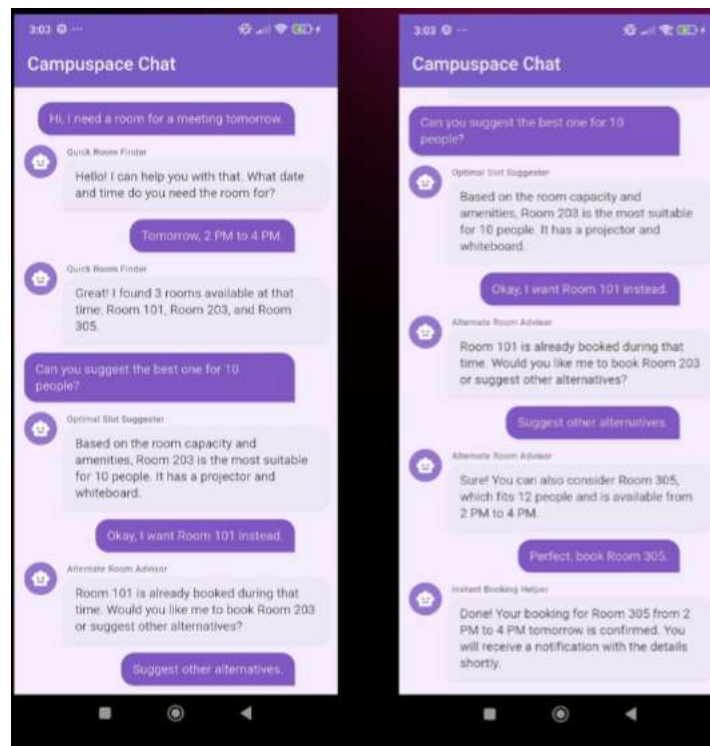 3:03
Campuspace Chat
Hi, I need a room for a meeting tomorrow.
Quick Room Finder
Hello! I can help you with that. What date
and time do you need the room for?
Tomorrow, 2 PM to 4 PM.
Quick Room Finder
Great! I found 3 rooms available at that
time: Room 101, Room 203, and Room
305.
Can you suggest the best one for 10
people?
Optimal Slot Suggester
Based on the room capacity and
amenities, Room 203 is the most suitable
for 10 people. It has a projector and
whiteboard.
Okay, I want Room 101 instead.
Alternate Room Advisor
Room 101 is already booked during that
time. Would you like me to book Room 203
or suggest other alternatives?
Suggest other alternatives.
3:03
Campuspace Chat
Can you suggest the best one for 10
people?
Optimal Slot Suggester
Based on the room capacity and
amenities, Room 203 is the most suitable
for 10 people. It has a projector and
whiteboard.
Okay, I want Room 101 instead.
Alternate Room Advisor
Room 101 is already booked during that
time. Would you like me to book Room 203
or suggest other alternatives?
Suggest other alternatives.
Alternate Room Advisor
Sure! You can also consider Room 305,
which fits 12 people and is available from
2 PM to 4 PM.
Perfect, book Room 305.
Instant Booking Helper
Done! Your booking for Room 305 from 2
PM to 4 PM tomorrow is confirmed. You
will receive a notification with the details
shortly.